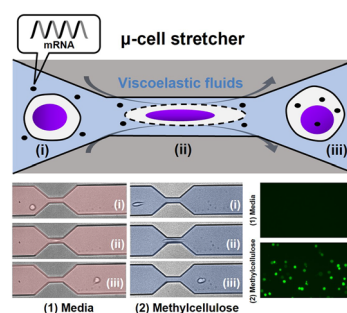 mRNA
μ-cell stretcher
Viscoelastic fluids
(i)
(ii)
(iii)
(i)
(ii)
(iii)
(1) Media
(i)
(ii)
(iii)
(2) Methylcellulose
(1) Media
(2) Methylcellulose